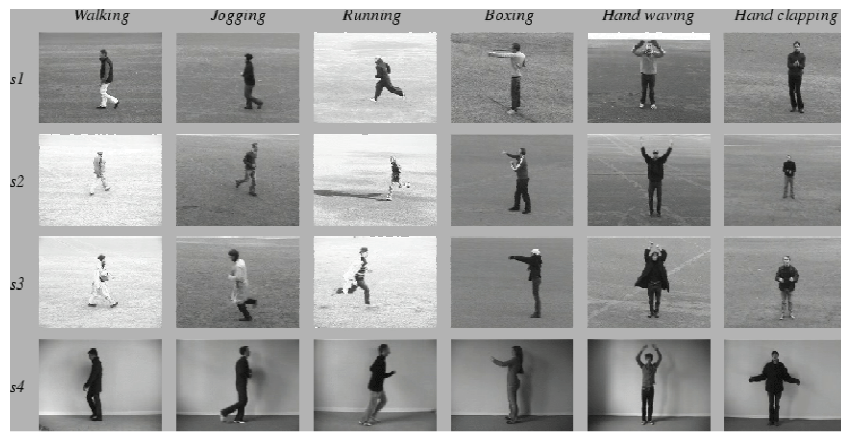 Walking Jogging Running Boxing Hand waving Hand clapping
s1
s2
s3
s4